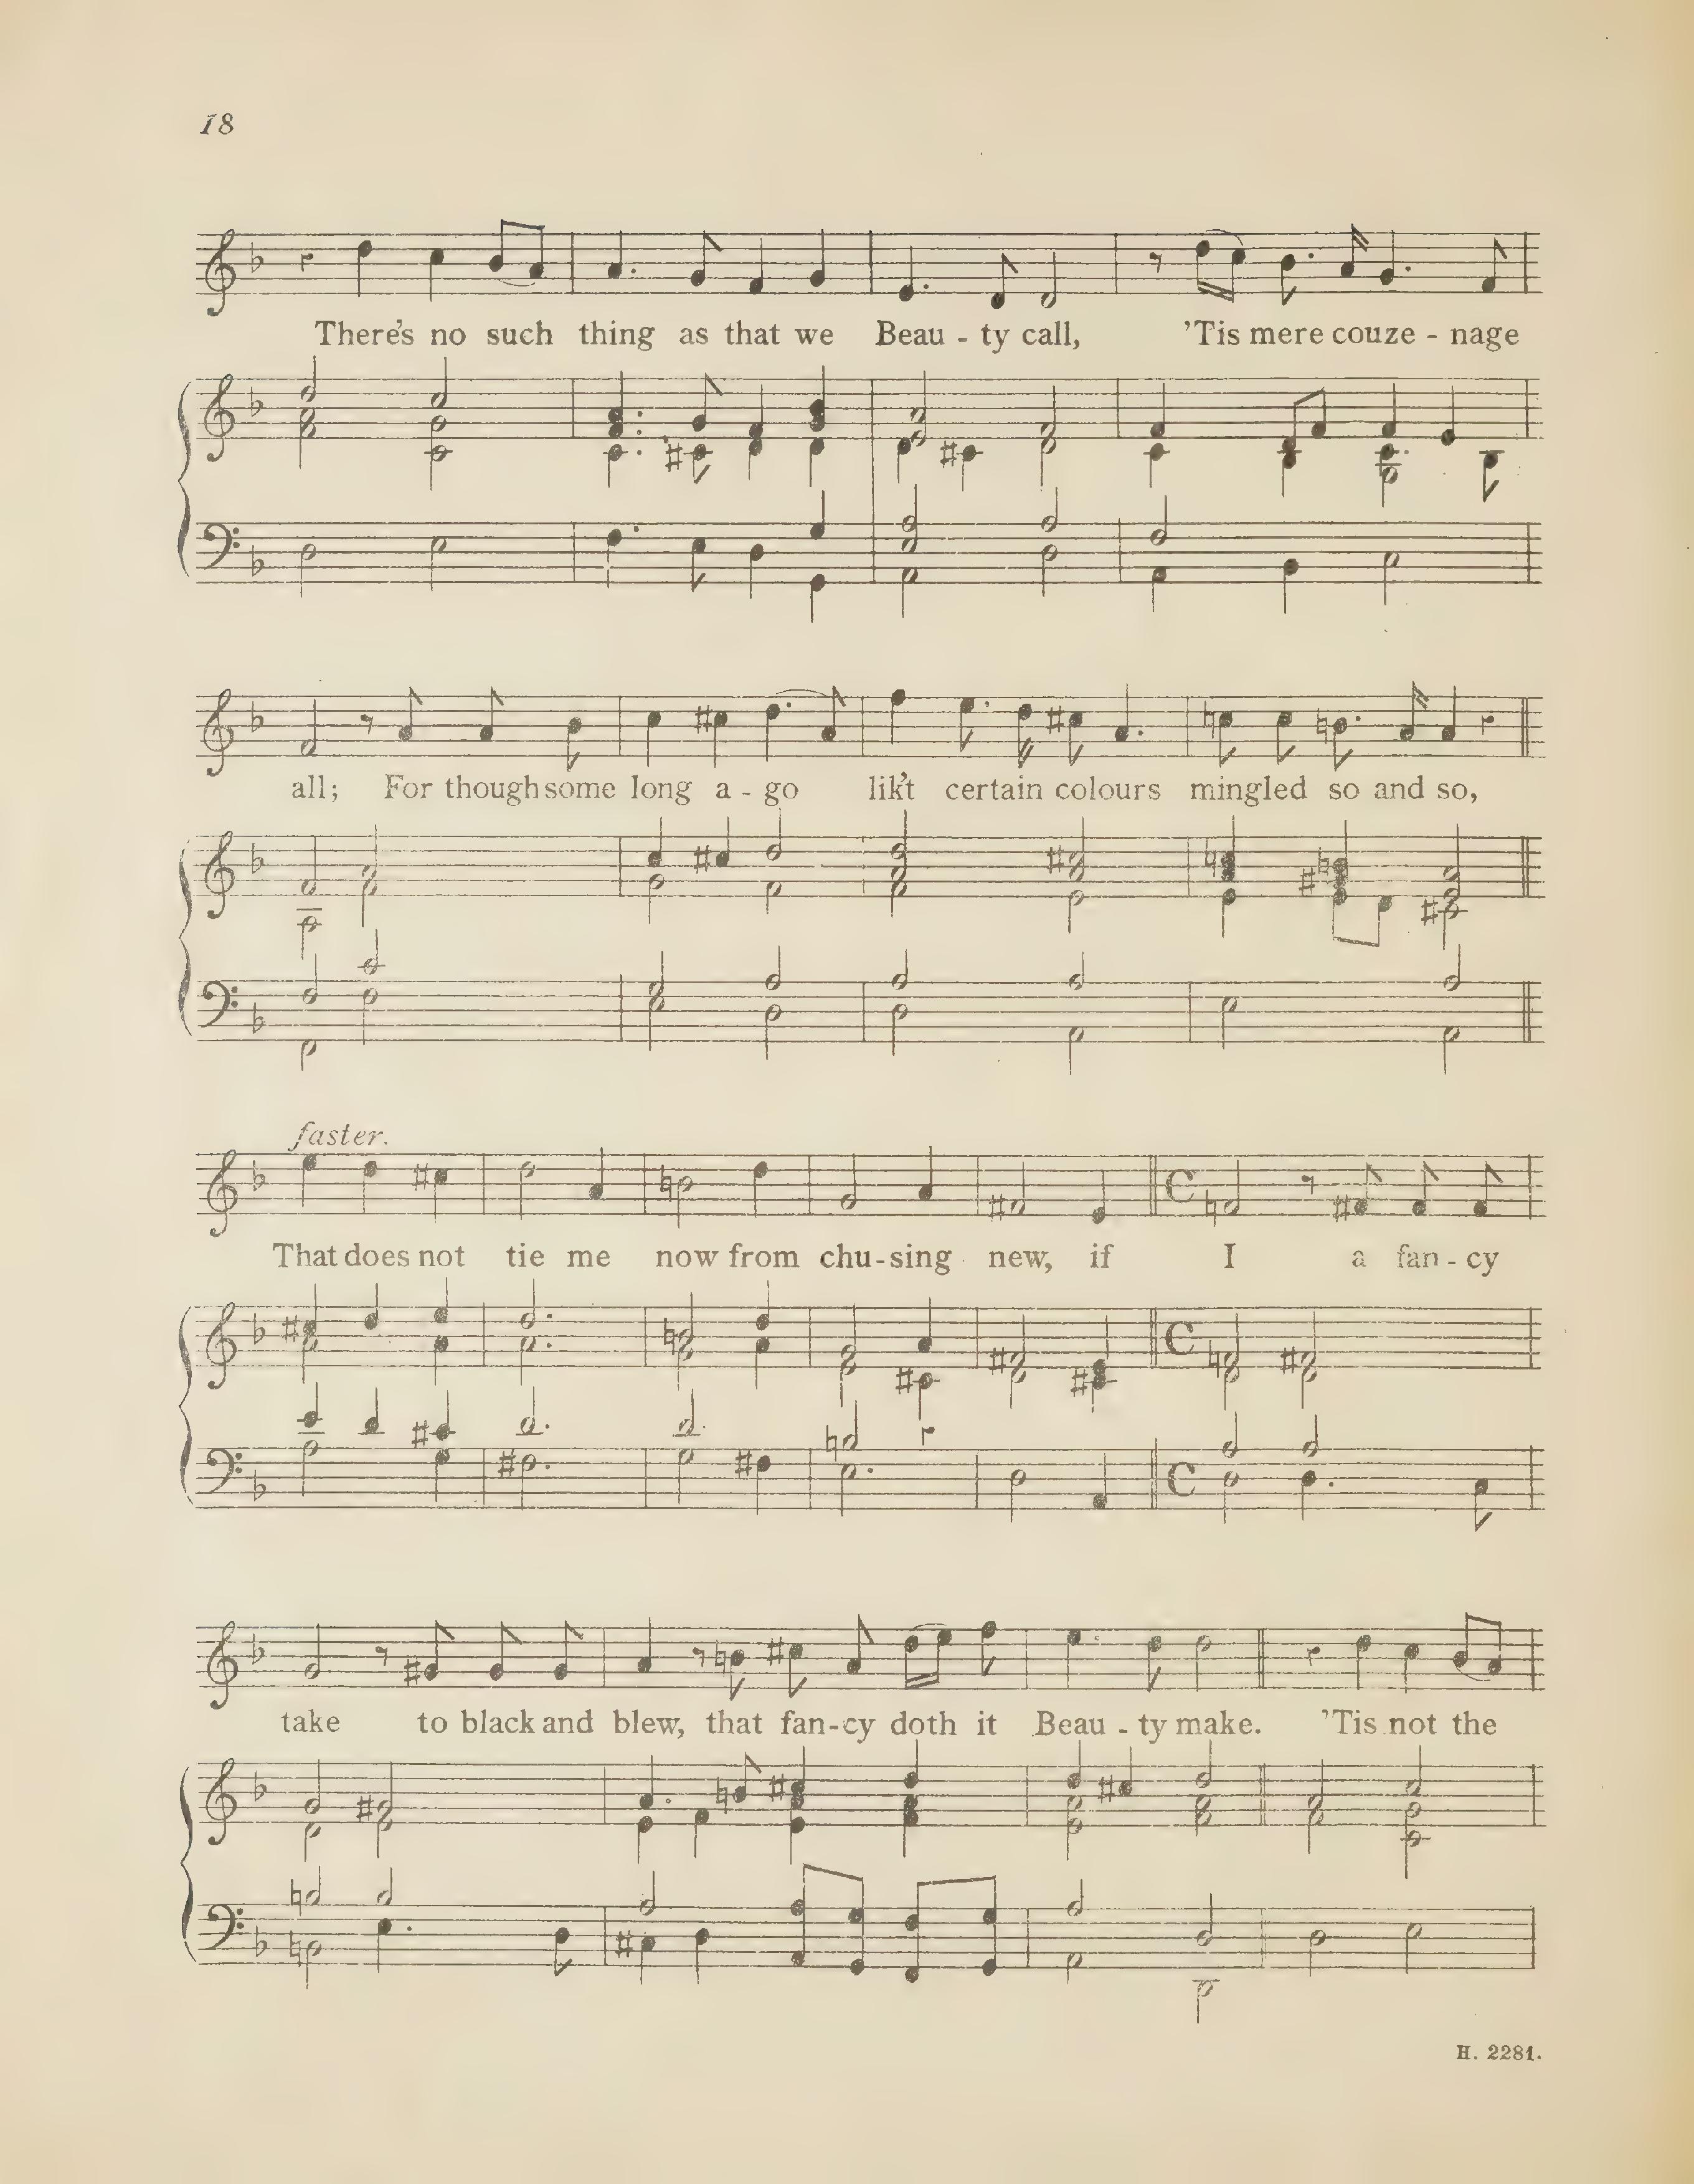 18
There's no such thing as that we Beau - ty call, 'Tis mere couze - nage
all; For though some long a - go lik't certain colours mingled so and so,
faster.
That does not tie me now from chu - sing new, if I a fan - cy
take to black and blew, that fan - cy doth it Beau - ty make. 'Tis not the
H. 2281.